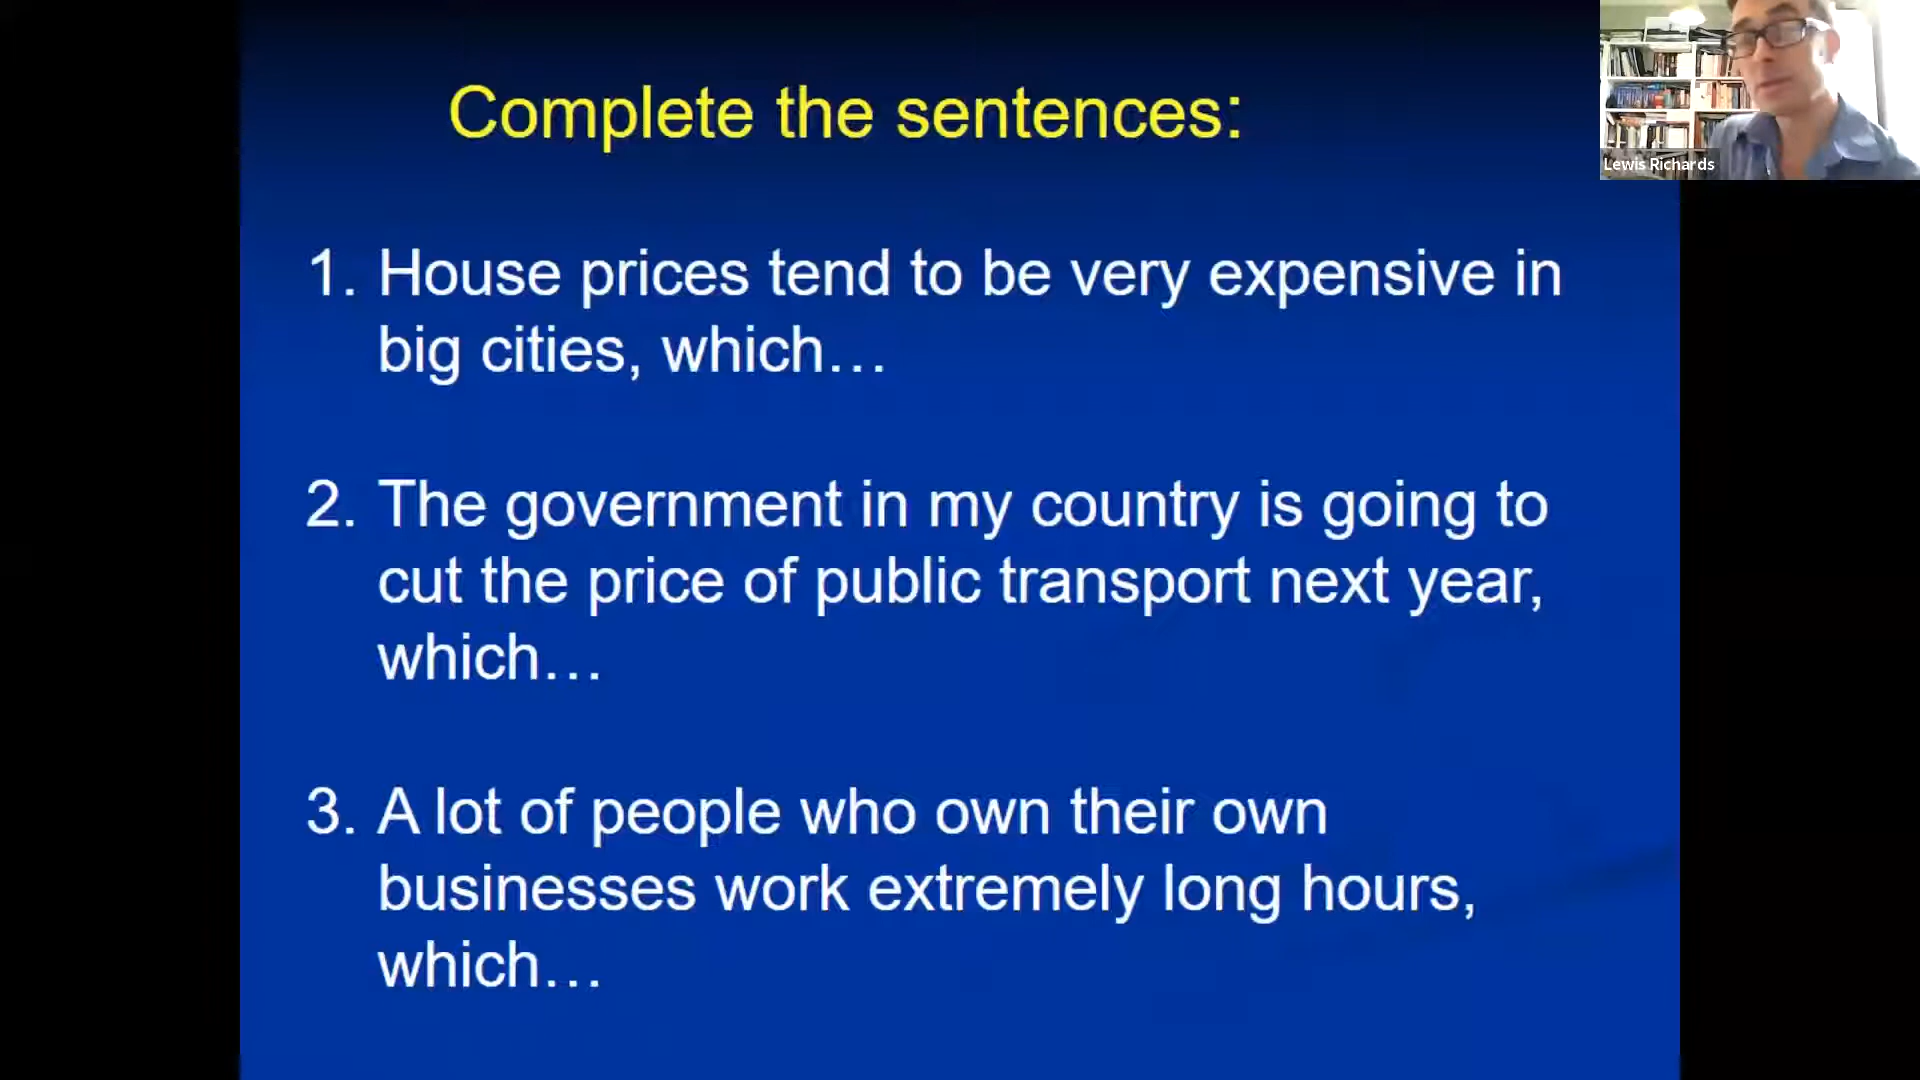 Complete the sentences:
Lewis Richards
1. House prices tend to be very expensive in
big cities, which…
2. The government in my country is going to
cut the price of public transport next year,
which…
3. A lot of people who own their own
businesses work extremely long hours,
which…